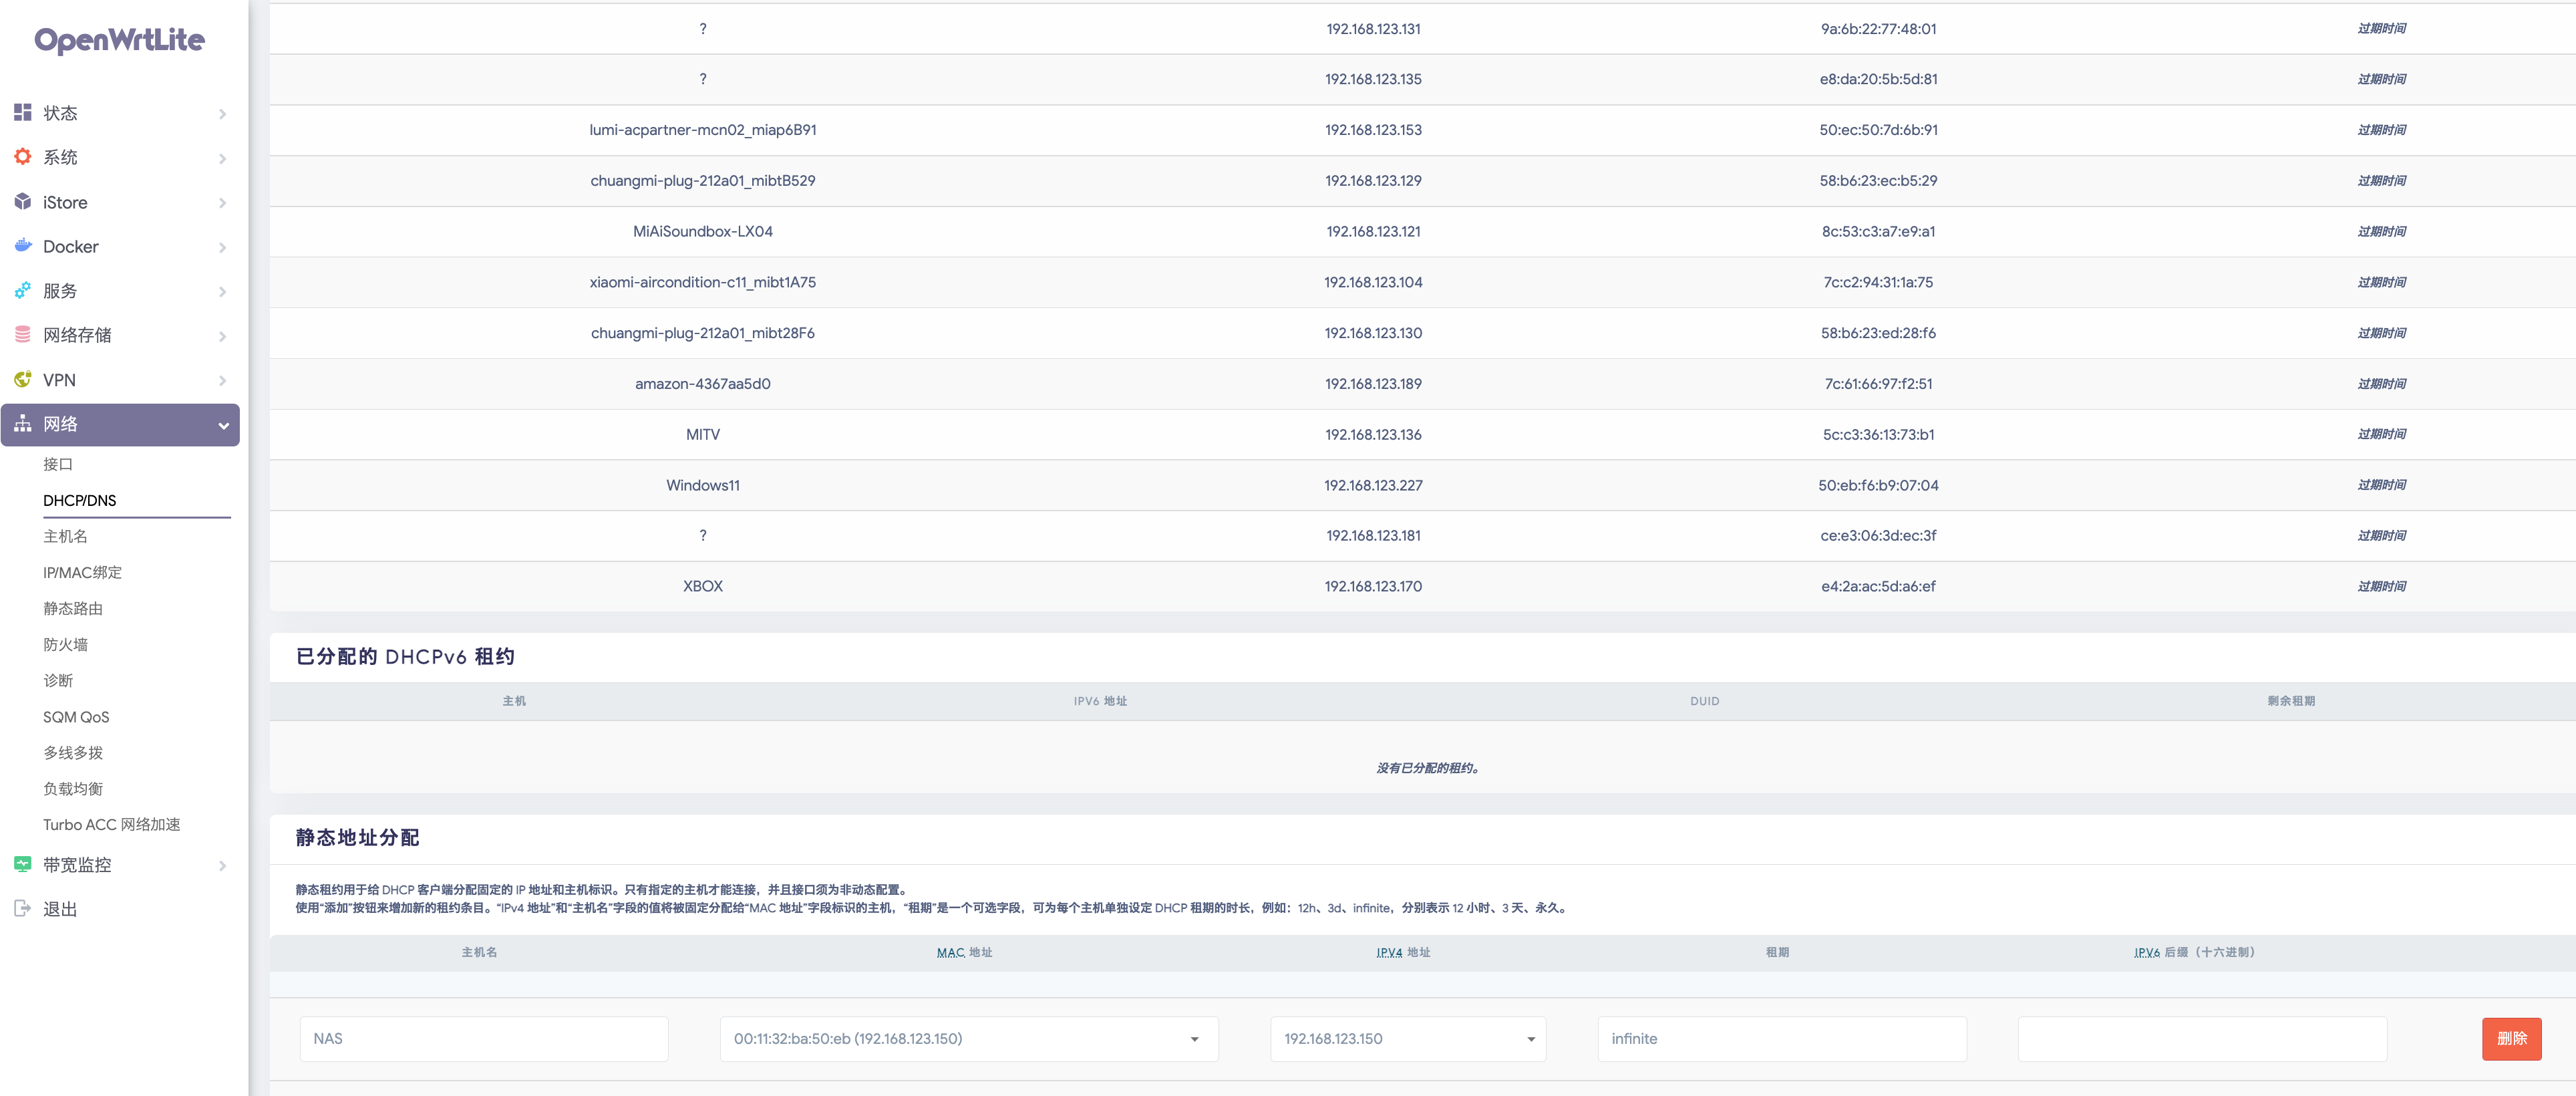 OpenWrtLite
状态
系统
iStore
Docker
服务
网络存储
VPN
网络
接口
DHCP/DNS
主机名
IP/MAC绑定
静态路由
防火墙
诊断
SQM QoS
多线多拨
负载均衡
Turbo ACC 网络加速
带宽监控
退出
? 192.168.123.131 9a:6b:22:77:48:01 过期时间
? 192.168.123.135 e8:da:20:5b:5d:81 过期时间
lumi-acpartner-mcn02_miap6B91 192.168.123.153 50:ec:50:7d:6b:91 过期时间
chuangmi-plug-212a01_mibtB529 192.168.123.129 58:b6:23:ec:b5:29 过期时间
MiAiSoundbox-LX04 192.168.123.121 8c:53:c3:a7:e9:a1 过期时间
xiaomi-aircondition-c11_mibt1A75 192.168.123.104 7c:c2:94:31:1a:75 过期时间
chuangmi-plug-212a01_mibt28F6 192.168.123.130 58:b6:23:ed:28:f6 过期时间
amazon-4367aa5d0 192.168.123.189 7c:61:66:97:f2:51 过期时间
MITV 192.168.123.136 5c:c3:36:13:73:b1 过期时间
Windows11 192.168.123.227 50:eb:f6:b9:07:04 过期时间
? 192.168.123.181 ce:e3:06:3d:ec:3f 过期时间
XBOX 192.168.123.170 e4:2a:ac:5d:a6:ef 过期时间
已分配的 DHCPv6 租约
主机 IPV6 地址 DUID 剩余租期
没有已分配的租约。
静态地址分配
静态租约用于给 DHCP 客户端分配固定的 IP 地址和主机标识。只有指定的主机才能连接，并且接口须为非动态配置。
使用“添加”按钮来增加新的租约条目。“IPv4 地址”和“主机名”字段的值将被固定分配给“MAC 地址”字段标识的主机，“租期”是一个可选字段，可为每个主机单独设定 DHCP 租期的时长，例如：12h、3d、infinite，分别表示 12 小时、3 天、永久。
主机名 MAC 地址 IPV4 地址 租期 IPV6 后缀（十六进制）
NAS 00:11:32:ba:50:eb (192.168.123.150) 192.168.123.150 infinite 删除